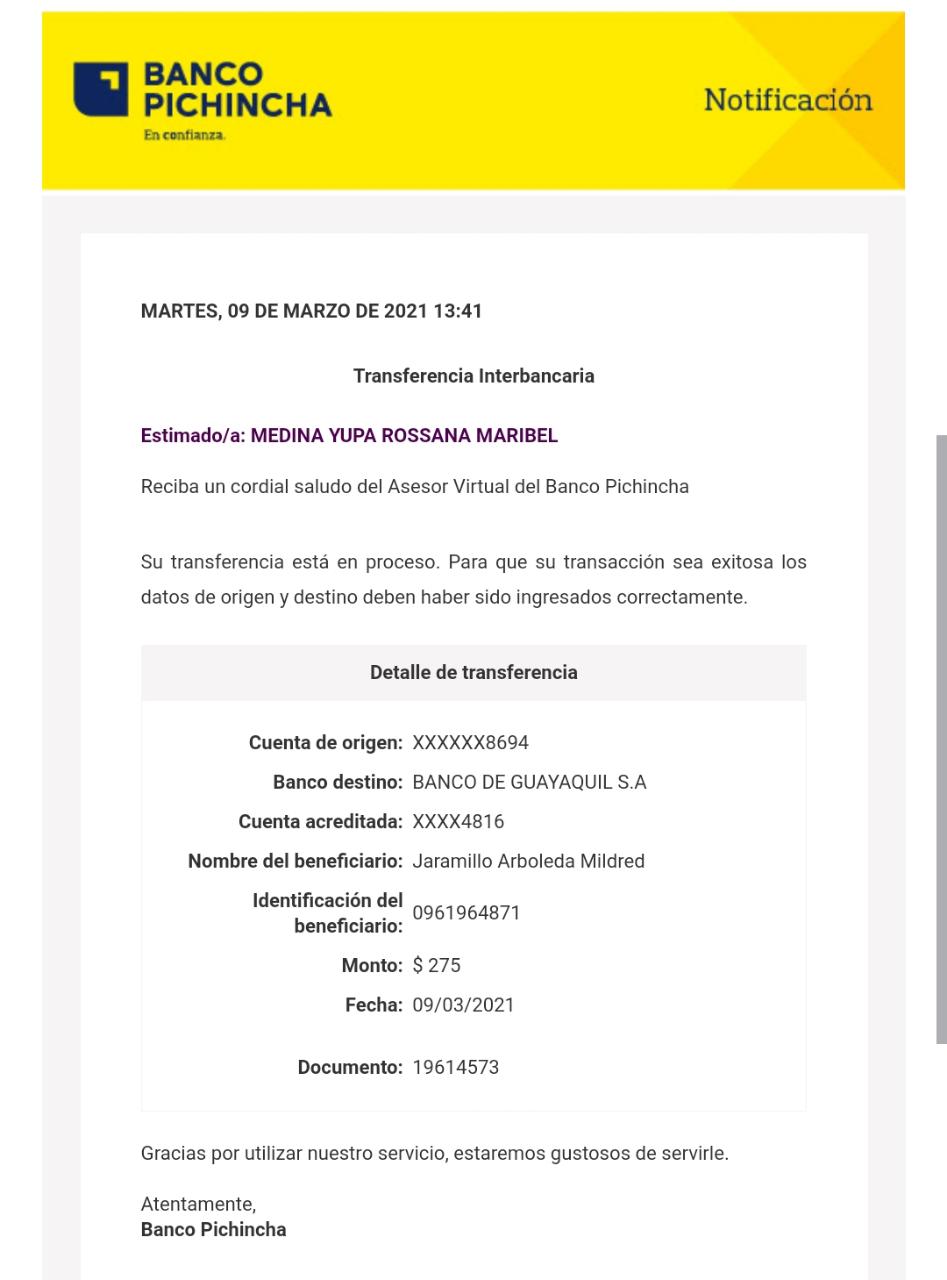 BANCO
PICHINCHA
En confianza.
Notificación
MARTES, 09 DE MARZO DE 2021 13:41
Transferencia Interbancaria
Estimado/a: MEDINA YUPA ROSSANA MARIBEL
Reciba un cordial saludo del Asesor Virtual del Banco Pichincha
Su transferencia está en proceso. Para que su transacción sea exitosa los
datos de origen y destino deben haber sido ingresados correctamente.
Detalle de transferencia
Cuenta de origen: XXXXXX8694
Banco destino: BANCO DE GUAYAQUIL S.A
Cuenta acreditada: XXXX4816
Nombre del beneficiario: Jaramillo Arboleda Mildred
Identificación del
beneficiario: 0961964871
Monto: $ 275
Fecha: 09/03/2021
Documento: 19614573
Gracias por utilizar nuestro servicio, estaremos gustosos de servirle.
Atentamente,
Banco Pichincha